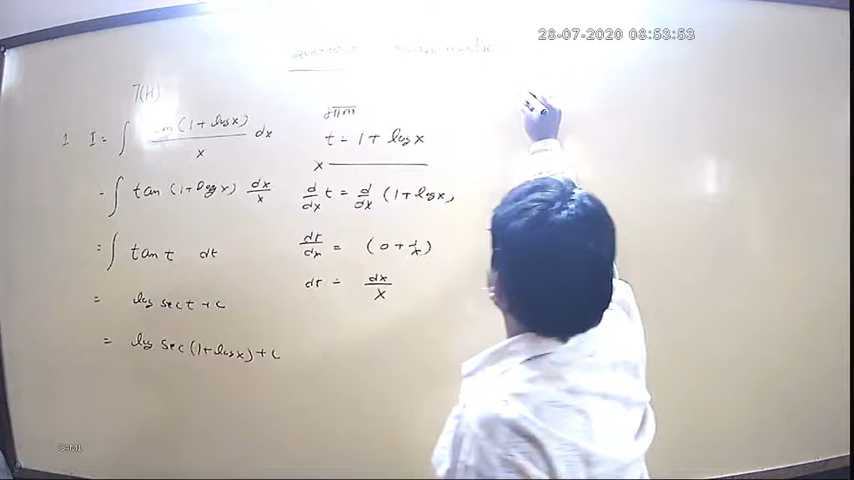 28-07-2020 08:53:53
7(H)
1 I = ∫ (1 + log x) / x dx
= ∫ tan (1 + log x) dx/x
= ∫ tan t dt
= log sec t + c
= log sec (1 + log x) + c
माना
t = 1 + log x
x
d/dx t = d/dx (1 + log x)
dt/dx = (0 + 1/x)
dt = dx/x
CAM1